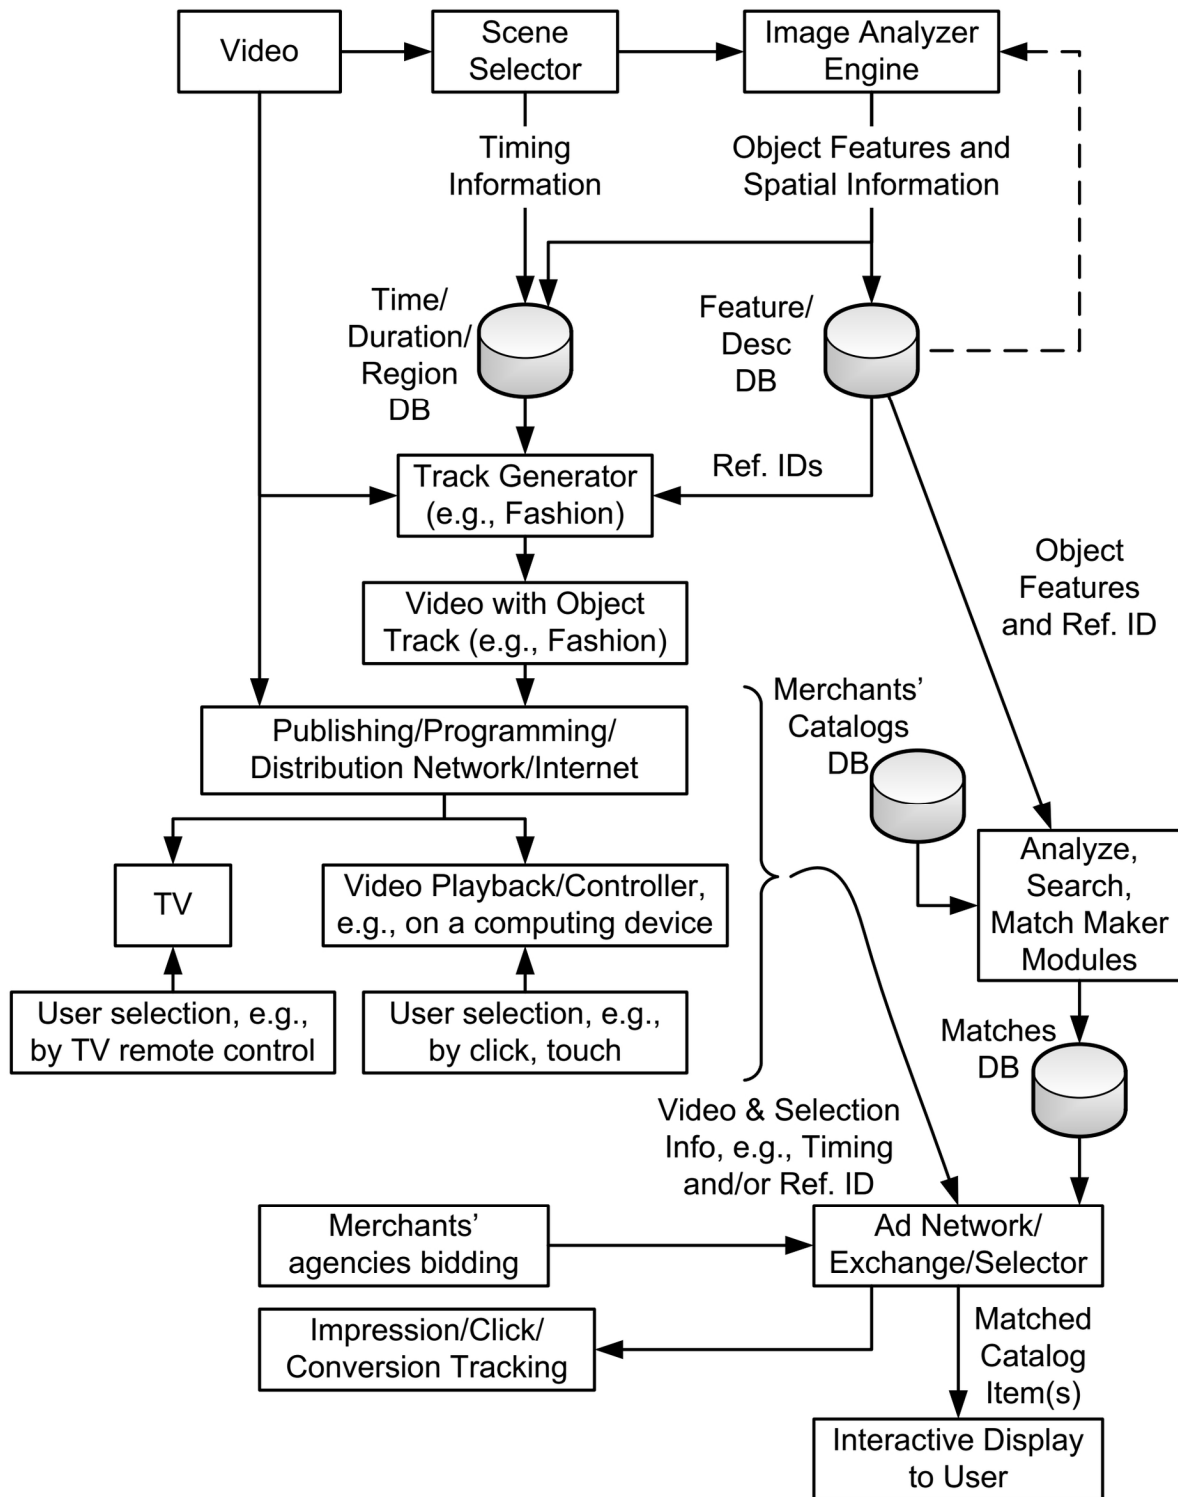 Video
Scene
Selector
Image Analyzer
Engine
Timing
Information
Object Features and
Spatial Information
Time/
Duration/
Region
DB
Feature/
Desc
DB
Track Generator
(e.g., Fashion)
Ref. IDs
Object
Features
and Ref. ID
Video with Object
Track (e.g., Fashion)
Merchants’
Catalogs
DB
Publishing/Programming/
Distribution Network/Internet
TV
Video Playback/Controller,
e.g., on a computing device
Analyze,
Search,
Match Maker
Modules
User selection, e.g.,
by TV remote control
User selection, e.g.,
by click, touch
Matches
DB
Video & Selection
Info, e.g., Timing
and/or Ref. ID
Merchants’
agencies bidding
Ad Network/
Exchange/Selector
Impression/Click/
Conversion Tracking
Matched
Catalog
Item(s)
Interactive Display
to User